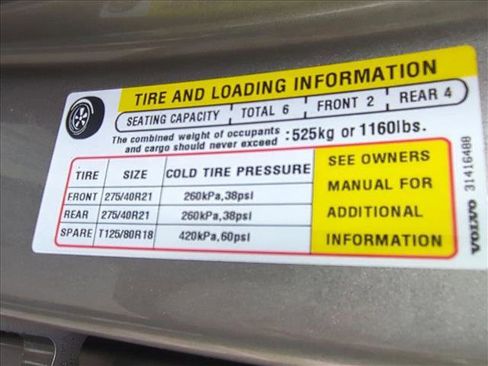 TIRE AND LOADING INFORMATION
SEATING CAPACITY TOTAL 6 FRONT 2 REAR 4
The combined weight of occupants and cargo should never exceed :525kg or 1160lbs.
TIRE SIZE COLD TIRE PRESSURE
FRONT 275/40R21 260kPa,38psi
REAR 275/40R21 260kPa,38psi
SPARE T125/80R18 420kPa,60psi
SEE OWNERS
MANUAL FOR
ADDITIONAL
INFORMATION
VOLVO 31416488